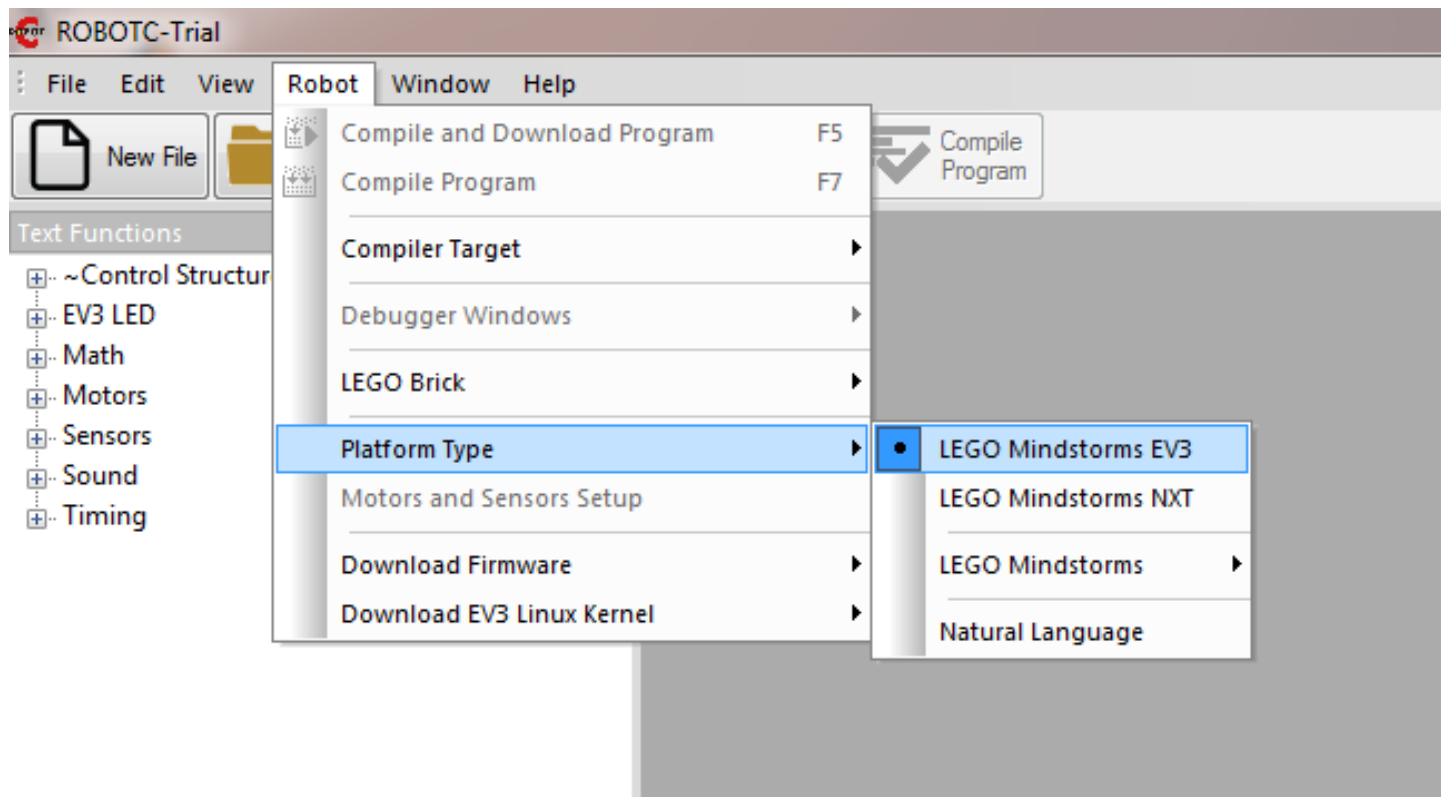 ROBOTC-Trial
File Edit View Robot Window Help
New File
Compile
Program
Compile and Download Program F5
Compile Program F7
Compiler Target
Debugger Windows
LEGO Brick
Platform Type
Motors and Sensors Setup
Download Firmware
Download EV3 Linux Kernel
LEGO Mindstorms EV3
LEGO Mindstorms NXT
LEGO Mindstorms
Natural Language
Text Functions
~Control Structur
EV3 LED
Math
Motors
Sensors
Sound
Timing